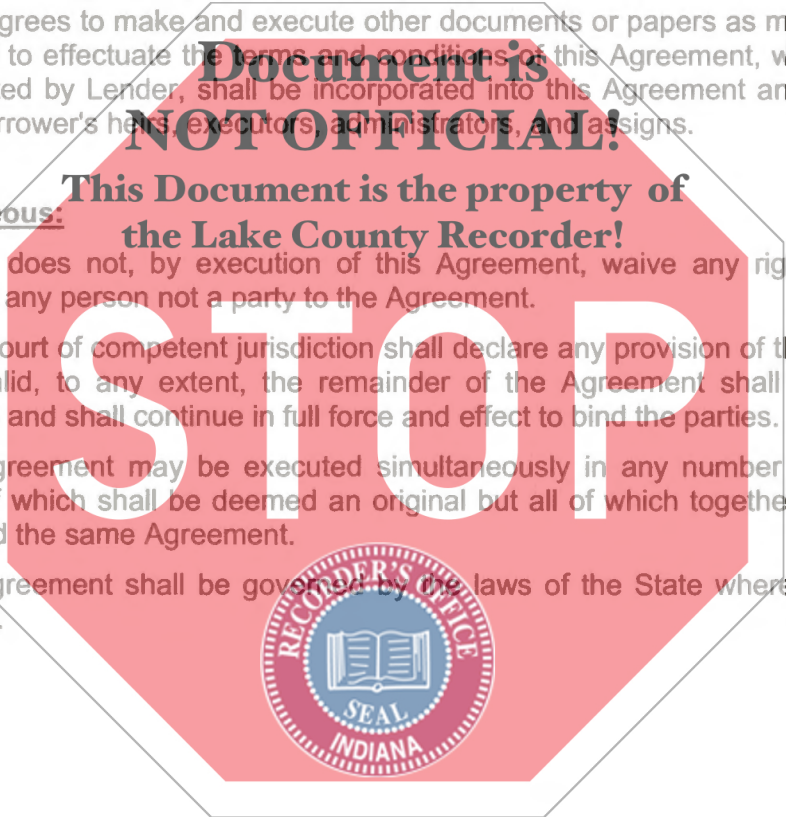 grees to make and execute other documents or papers as m
to effectuate the terms and conditions of this Agreement, w
ted by Lender, shall be incorporated into this Agreement an
rrower's heirs, executors, administrators, and assigns.
Document is
NOT OFFICIAL!
This Document is the property of
the Lake County Recorder!
ous:
does not, by execution of this Agreement, waive any rig
any person not a party to the Agreement.
ourt of competent jurisdiction shall declare any provision of th
lid, to any extent, the remainder of the Agreement shall
and shall continue in full force and effect to bind the parties.
STOP
greement may be executed simultaneously in any number
f which shall be deemed an original but all of which togethe
d the same Agreement.
greement shall be governed by the laws of the State where
RECORDER'S OFFICE
SEAL
INDIANA